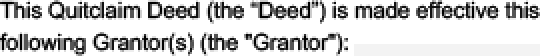 This Quitclaim Deed (the “Deed”) is made effective this
following Grantor(s) (the "Grantor"):